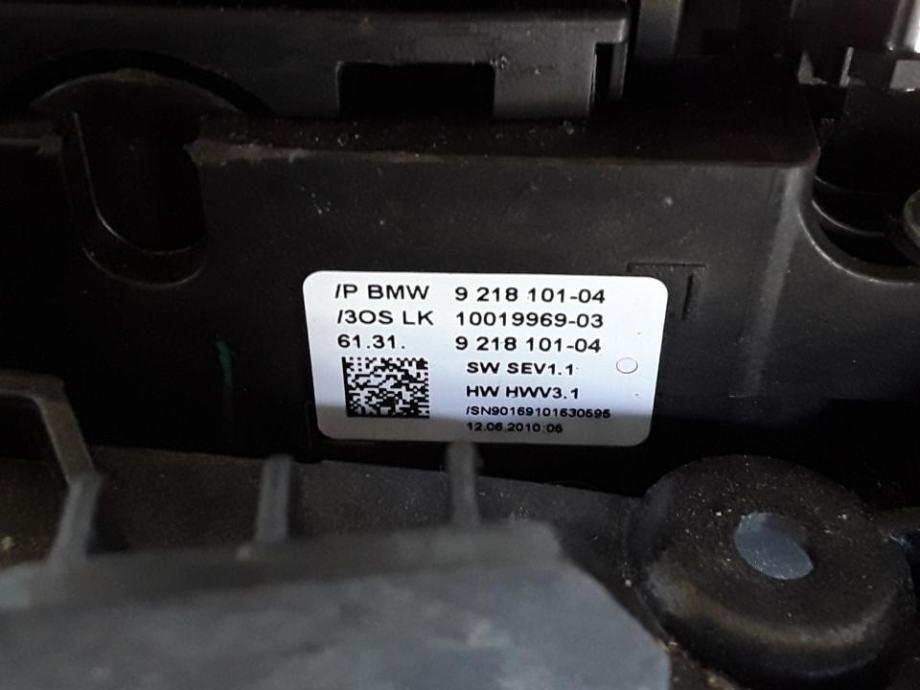 /P BMW 9 218 101-04
/3OS LK 10019969-03
61.31. 9 218 101-04
SW SEV1.1
HW HWV3.1
/SN90169101630595
12.06.2010:06